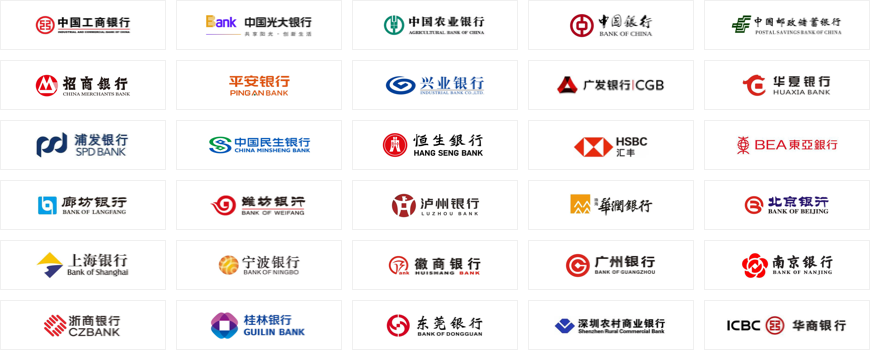 中国工商银行
INDUSTRIAL AND COMMERCIAL BANK OF CHINA
Bank 中国光大银行
共享阳光·创新生活
中国农业银行
AGRICULTURAL BANK OF CHINA
中国银行
BANK OF CHINA
中国邮政储蓄银行
POSTAL SAVINGS BANK OF CHINA
招商银行
CHINA MERCHANTS BANK
平安银行
PING AN BANK
兴业银行
INDUSTRIAL BANK CO.,LTD.
广发银行|CGB
华夏银行
HUAXIA BANK
浦发银行
SPD BANK
中国民生银行
CHINA MINSHENG BANK
恒生銀行
HANG SENG BANK
HSBC
汇丰
BEA東亞銀行
廊坊银行
BANK OF LANGFANG
潍坊银行
BANK OF WEIFANG
泸州银行
LUZHOU BANK
華潤銀行
北京银行
BANK OF BEIJING
上海银行
Bank of Shanghai
宁波银行
BANK OF NINGBO
徽商银行
HUISHANG BANK
广州银行
BANK OF GUANGZHOU
南京银行
BANK OF NANJING
浙商银行
CZBANK
桂林银行
GUILIN BANK
东莞银行
BANK OF DONGGUAN
深圳农村商业银行
Shenzhen Rural Commercial Bank
ICBC 华商银行